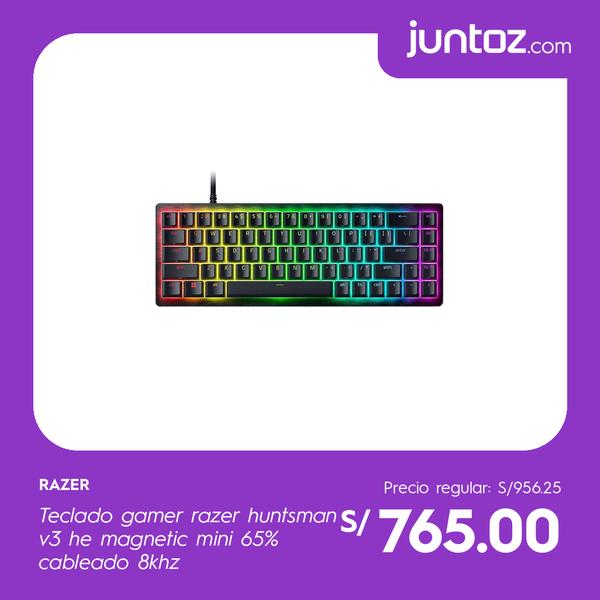 juntoz.com
RAZER
Teclado gamer razer huntsman
v3 he magnetic mini 65%
cableado 8khz
Precio regular: S/956.25
S/ 765.00